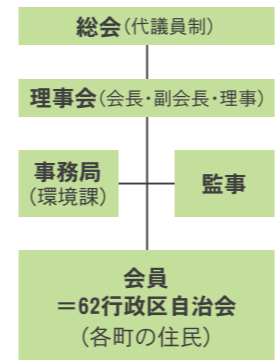 総会(代議員制)
理事会(会長・副会長・理事)
事務局
(環境課)
監事
会員
＝62行政区自治会
(各町の住民)